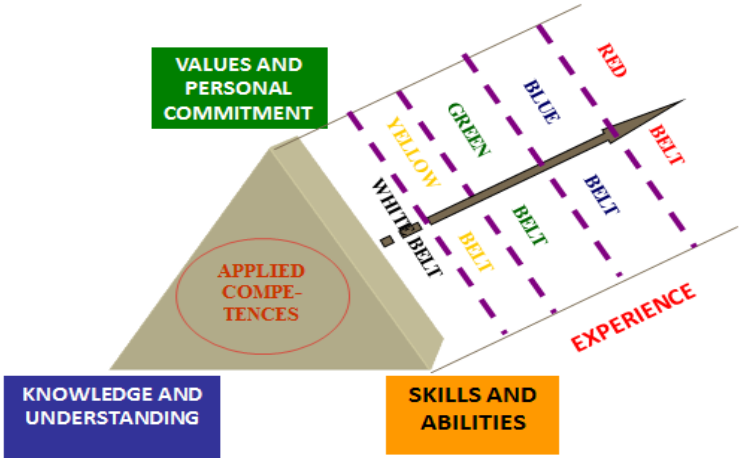 VALUES AND
PERSONAL
COMMITMENT
RED
BELT
BLUE
BELT
GREEN
BELT
YELLOW
BELT
WHITE
BELT
APPLIED
COMPE-
TENCES
EXPERIENCE
KNOWLEDGE AND
UNDERSTANDING
SKILLS AND
ABILITIES